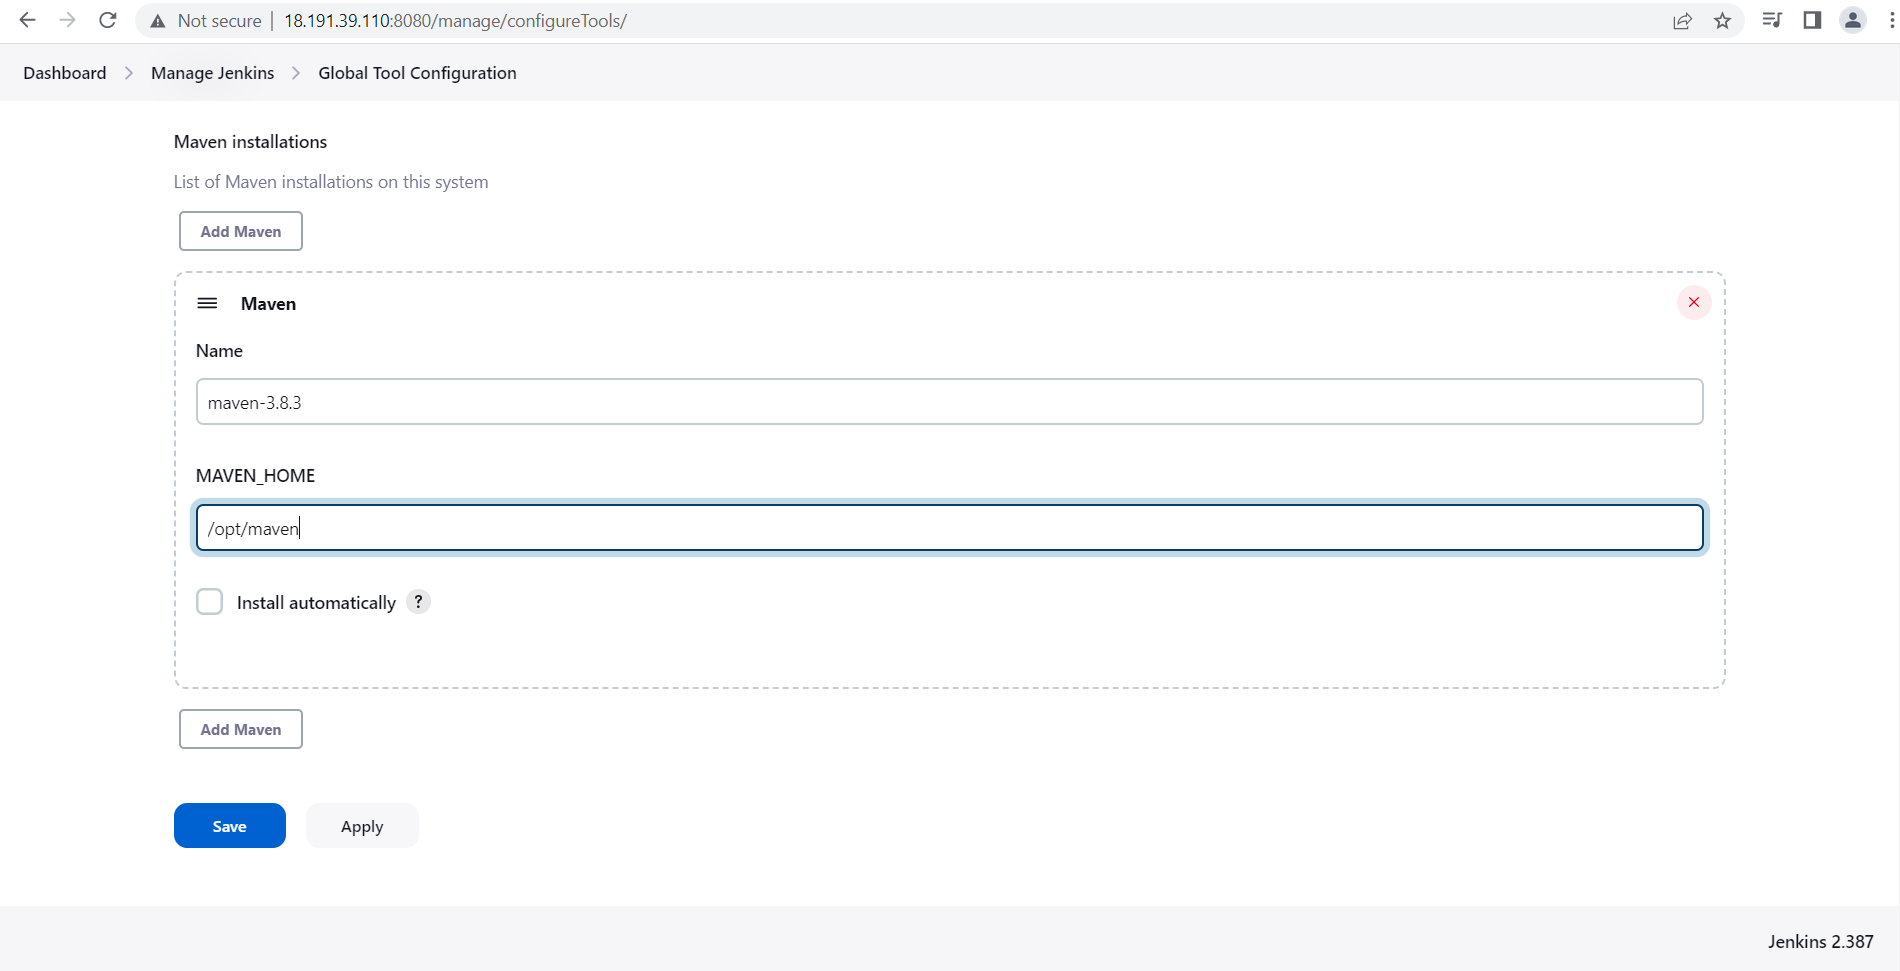 Not secure | 18.191.39.110:8080/manage/configureTools/
Dashboard > Manage Jenkins > Global Tool Configuration
Maven installations
List of Maven installations on this system
Add Maven
Maven
Name
maven-3.8.3
MAVEN_HOME
/opt/maven
Install automatically ?
Add Maven
Save Apply
Jenkins 2.387